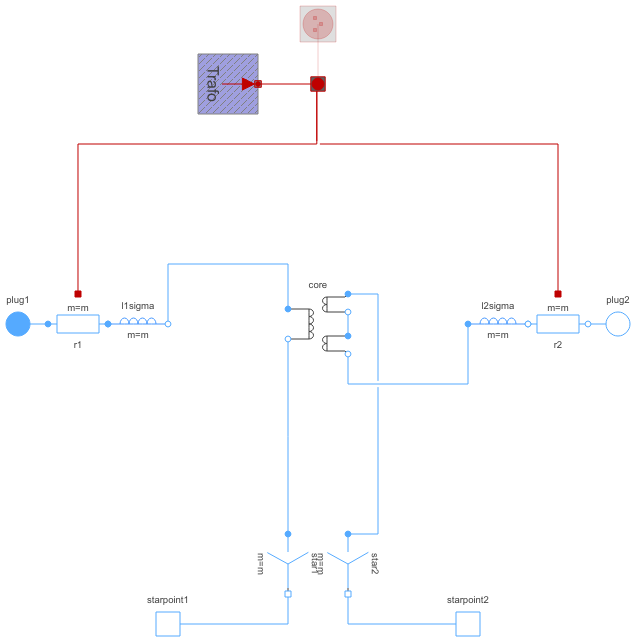 Trafo
core
plug1
m=m
r1
l1sigma
m=m
l2sigma
m=m
m=m
r2
plug2
m=m
star1
m=m
star2
starpoint1
starpoint2